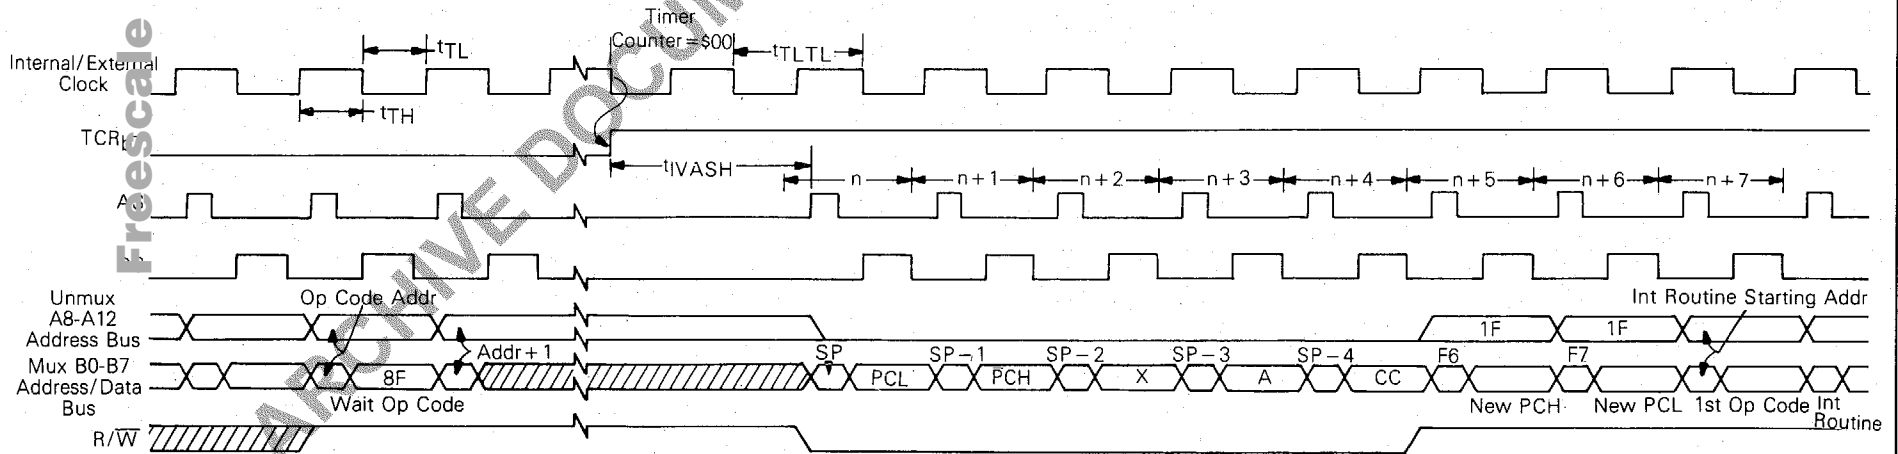 Freescale
ARCHIVE DOCUM
Timer
Counter=$00
Internal/External
Clock
tTL
tTLTL
tTH
TCRb
tIVASH
n
n+1
n+2
n+3
n+4
n+5
n+6
n+7
Unmux
A8-A12
Address Bus
Op Code Addr
Int Routine Starting Addr
1F
1F
Mux B0-B7
Address/Data
Bus
Addr+1
SP
SP-1
SP-2
SP-3
SP-4
F6
F7
8F
PCL
PCH
X
A
CC
Wait Op Code
New PCH
New PCL
1st Op Code Int
Routine
R/W̅